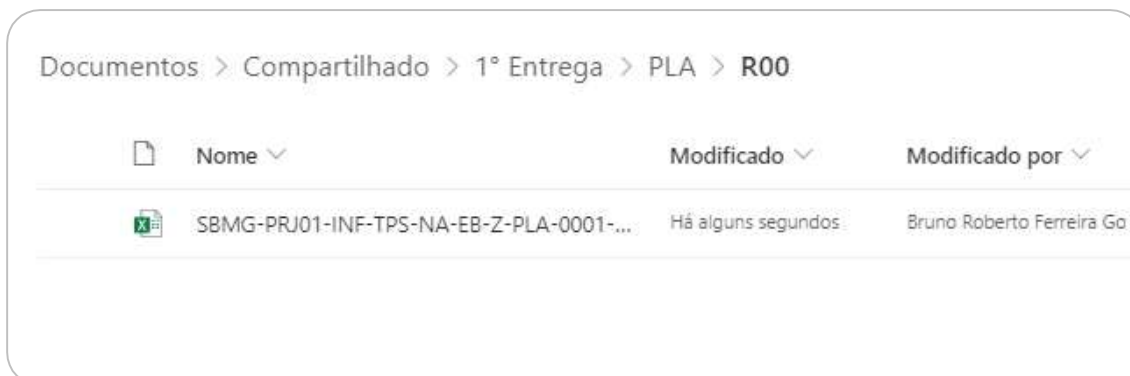 Documentos > Compartilhado > 1° Entrega > PLA > R00
Nome Modificado Modificado por
SBMG-PRJ01-INF-TPS-NA-EB-Z-PLA-0001-... Há alguns segundos Bruno Roberto Ferreira Go